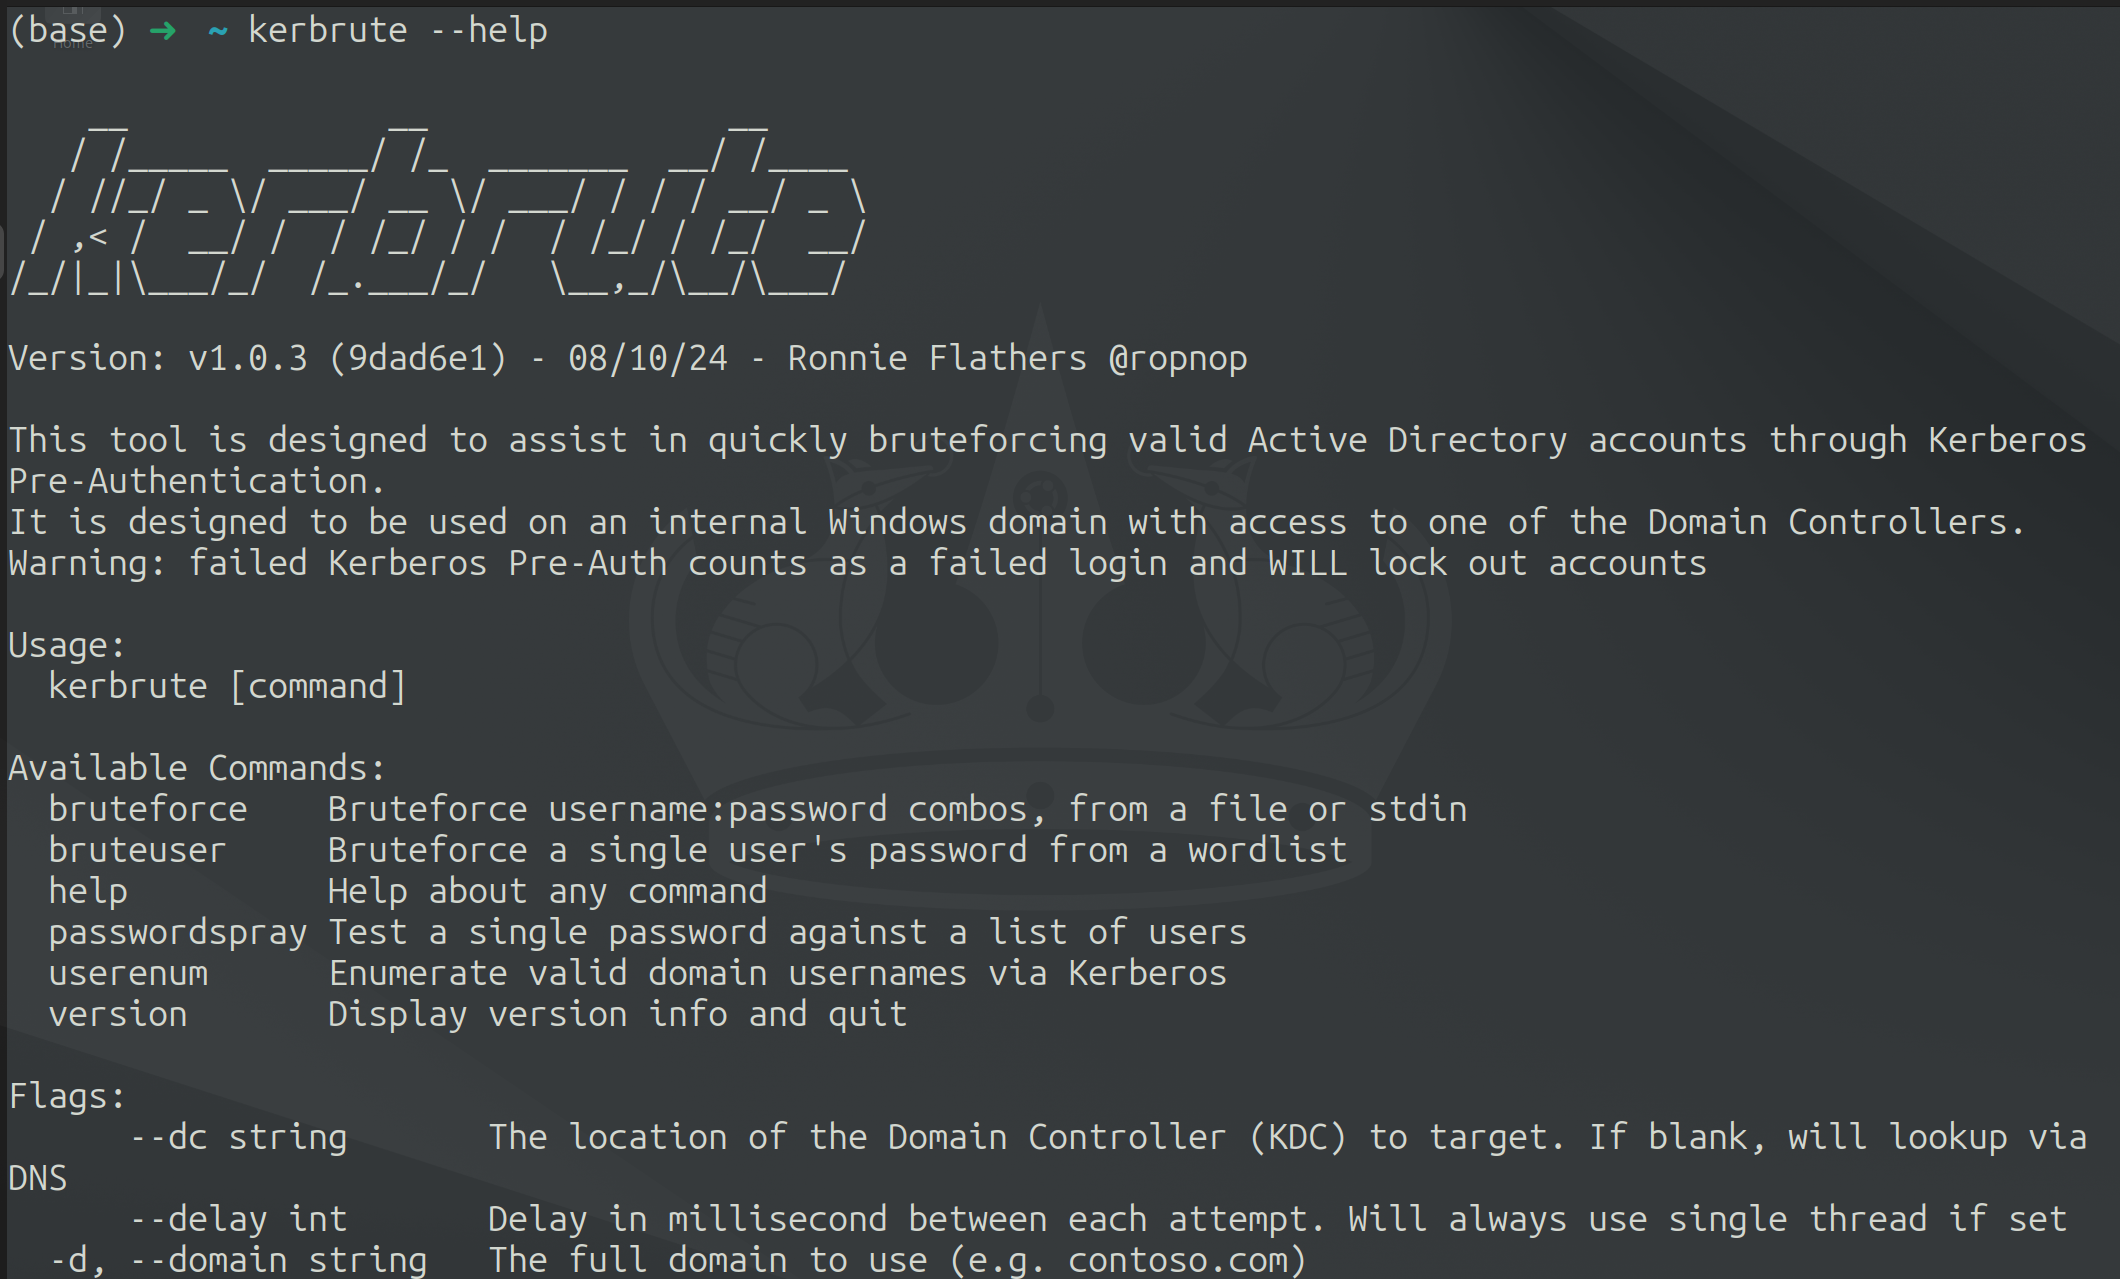 (base) ➜ ~ kerbrute --help
    __             __               __
   / /_____  _____/ /_  _______  __/ /____
  / //_/ _ \/ ___/ __ \/ ___/ / / / __/ _ \
 / ,< /  __/ /  / /_/ / /  / /_/ / /_/  __/
/_/|_|\___/_/  /_.___/_/   \__,_/\__/\___/
Version: v1.0.3 (9dad6e1) - 08/10/24 - Ronnie Flathers @ropnop
This tool is designed to assist in quickly bruteforcing valid Active Directory accounts through Kerberos
Pre-Authentication.
It is designed to be used on an internal Windows domain with access to one of the Domain Controllers.
Warning: failed Kerberos Pre-Auth counts as a failed login and WILL lock out accounts
Usage:
  kerbrute [command]
Available Commands:
  bruteforce    Bruteforce username:password combos, from a file or stdin
  bruteuser     Bruteforce a single user's password from a wordlist
  help          Help about any command
  passwordspray Test a single password against a list of users
  userenum      Enumerate valid domain usernames via Kerberos
  version       Display version info and quit
Flags:
      --dc string       The location of the Domain Controller (KDC) to target. If blank, will lookup via
DNS
      --delay int       Delay in millisecond between each attempt. Will always use single thread if set
  -d, --domain string   The full domain to use (e.g. contoso.com)
Home